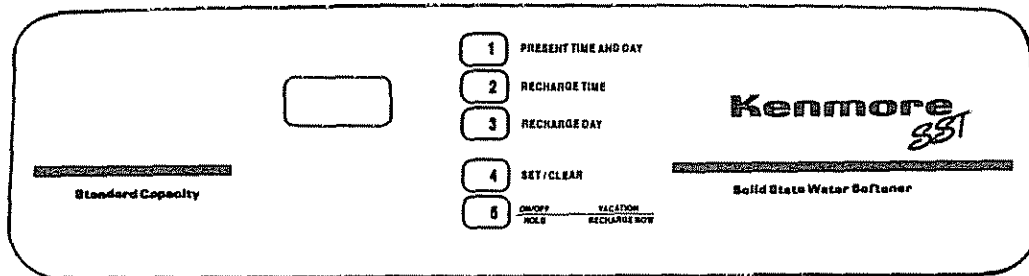 1 PRESENT TIME AND DAY
2 RECHARGE TIME
3 RECHARGE DAY
Kenmore
SST
4 SET/CLEAR
Standard Capacity
Solid State Water Softener
5 ON/OFF VACATION
HOLD RECHARGE NOW